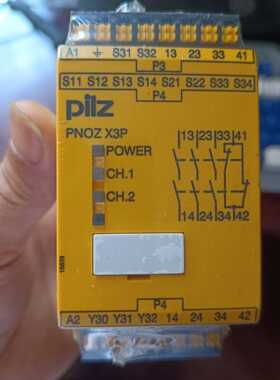 A1 ⏚ S31 S32 13 23 33 41
P3
S11 S12 S13 S14 S21 S22 S33 S34
P4
pilz
PNOZ X3P
POWER
CH.1
CH.2
13 23 33 41
14 24 34 42
P4
A2 Y30 Y31 Y32 14 24 34 42